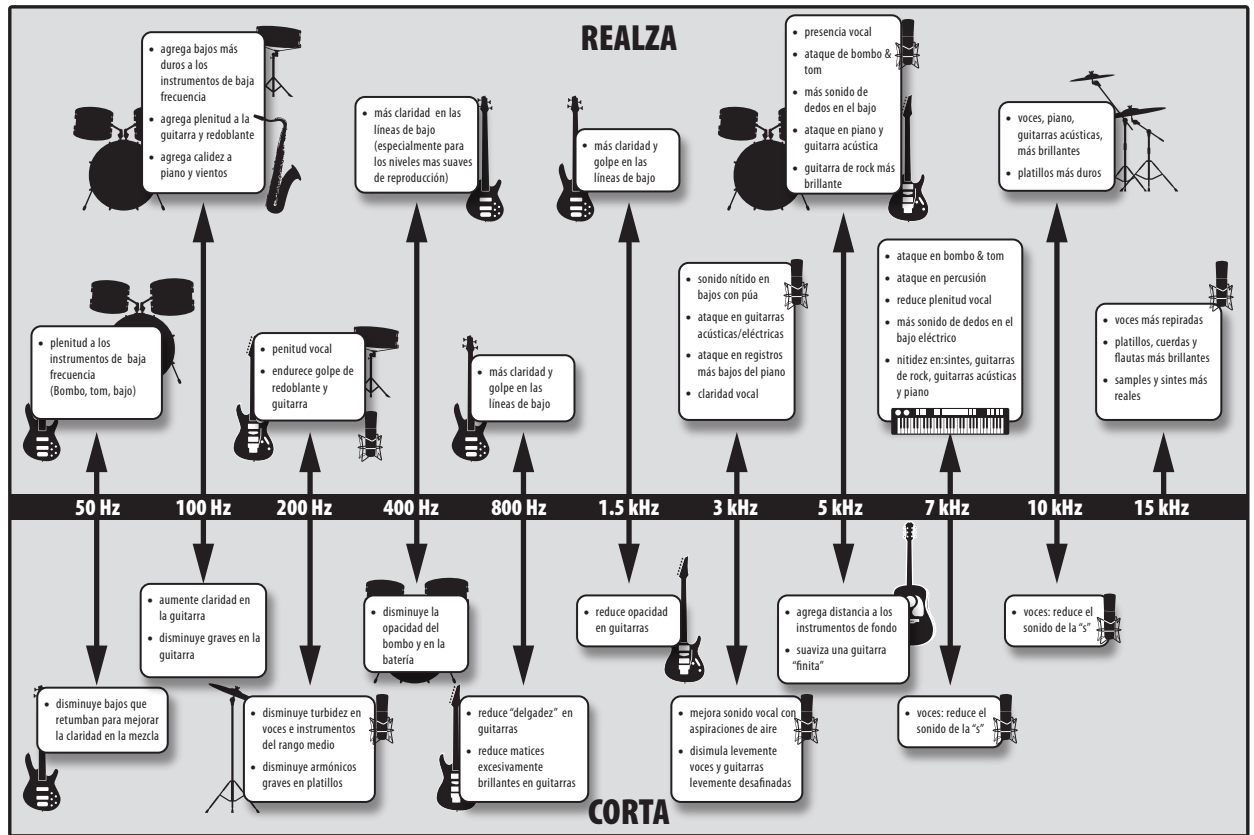 REALZA
• agrega bajos más
duros a los
instrumentos de baja
frecuencia
• agrega plenitud a la
guitarra y redoblante
• agrega calidez a
piano y vientos
• más claridad en las
líneas de bajo
(especialmente para
los niveles mas suaves
de reproducción)
• más claridad y
golpe en las
líneas de bajo
• presencia vocal
• ataque de bombo &
tom
• más sonido de
dedos en el bajo
• ataque en piano y
guitarra acústica
• guitarra de rock más
brillante
• voces, piano,
guitarras acústicas,
más brillantes
• platillos más duros
• plenitud a los
instrumentos de baja
frecuencia
(Bombo, tom, bajo)
• penitud vocal
• endurece golpe de
redoblante y
guitarra
• más claridad y
golpe en las
líneas de bajo
• sonido nítido en
bajos con púa
• ataque en guitarras
acústicas/eléctricas
• ataque en registros
más bajos del piano
• claridad vocal
• ataque en bombo & tom
• ataque en percusión
• reduce plenitud vocal
• más sonido de dedos en el
bajo eléctrico
• nitidez en:sintes, guitarras
de rock, guitarras acústicas
y piano
• voces más repiradas
• platillos, cuerdas y
flautas más brillantes
• samples y sintes más
reales
50 Hz 100 Hz 200 Hz 400 Hz 800 Hz 1.5 kHz 3 kHz 5 kHz 7 kHz 10 kHz 15 kHz
• aumente claridad en
la guitarra
• disminuye graves en la
guitarra
• disminuye la
opacidad del
bombo y en la
batería
• reduce opacidad
en guitarras
• agrega distancia a los
instrumentos de fondo
• suaviza una guitarra
"finita"
• voces: reduce el
sonido de la "s"
• disminuye bajos que
retumban para mejorar
la claridad en la mezcla
• disminuye turbidez en
voces e instrumentos
del rango medio
• disminuye armónicos
graves en platillos
• reduce "delgadez" en
guitarras
• reduce matices
excesivamente
brillantes en guitarras
• mejora sonido vocal con
aspiraciones de aire
• disimula levemente
voces y guitarras
levemente desafinadas
• voces: reduce el
sonido de la "s"
CORTA